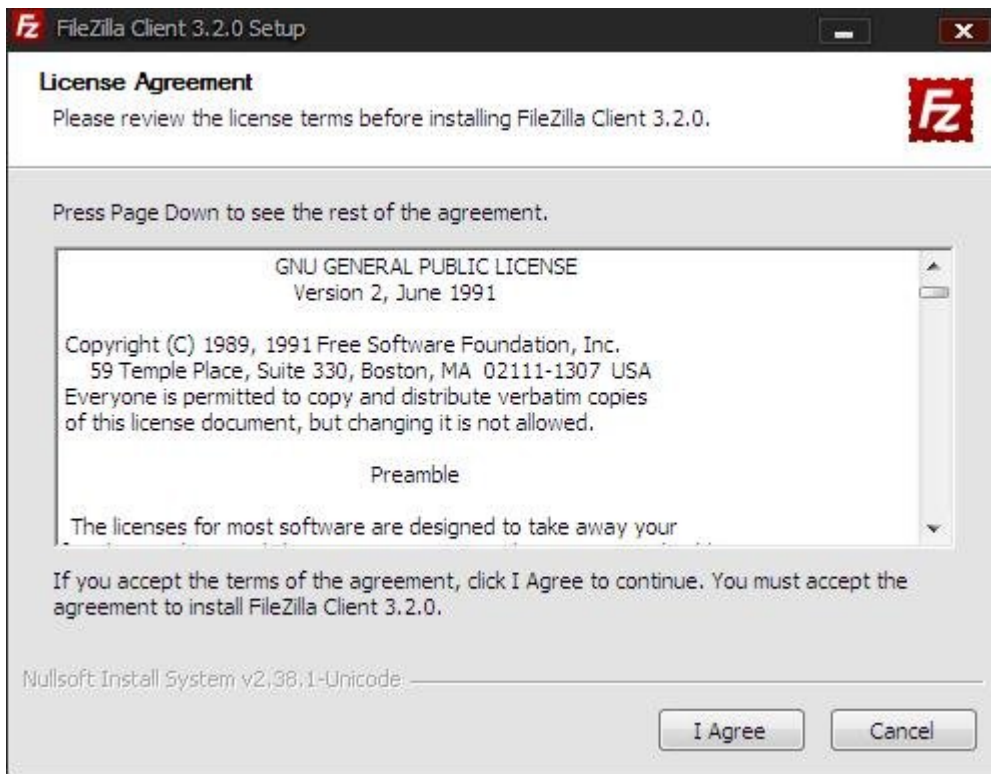 FZ FileZilla Client 3.2.0 Setup
License Agreement
Please review the license terms before installing FileZilla Client 3.2.0.
FZ
Press Page Down to see the rest of the agreement.
GNU GENERAL PUBLIC LICENSE
Version 2, June 1991
Copyright (C) 1989, 1991 Free Software Foundation, Inc.
59 Temple Place, Suite 330, Boston, MA 02111-1307 USA
Everyone is permitted to copy and distribute verbatim copies
of this license document, but changing it is not allowed.
Preamble
The licenses for most software are designed to take away your
If you accept the terms of the agreement, click I Agree to continue. You must accept the
agreement to install FileZilla Client 3.2.0.
Nullsoft Install System v2.38.1-Unicode
I Agree
Cancel